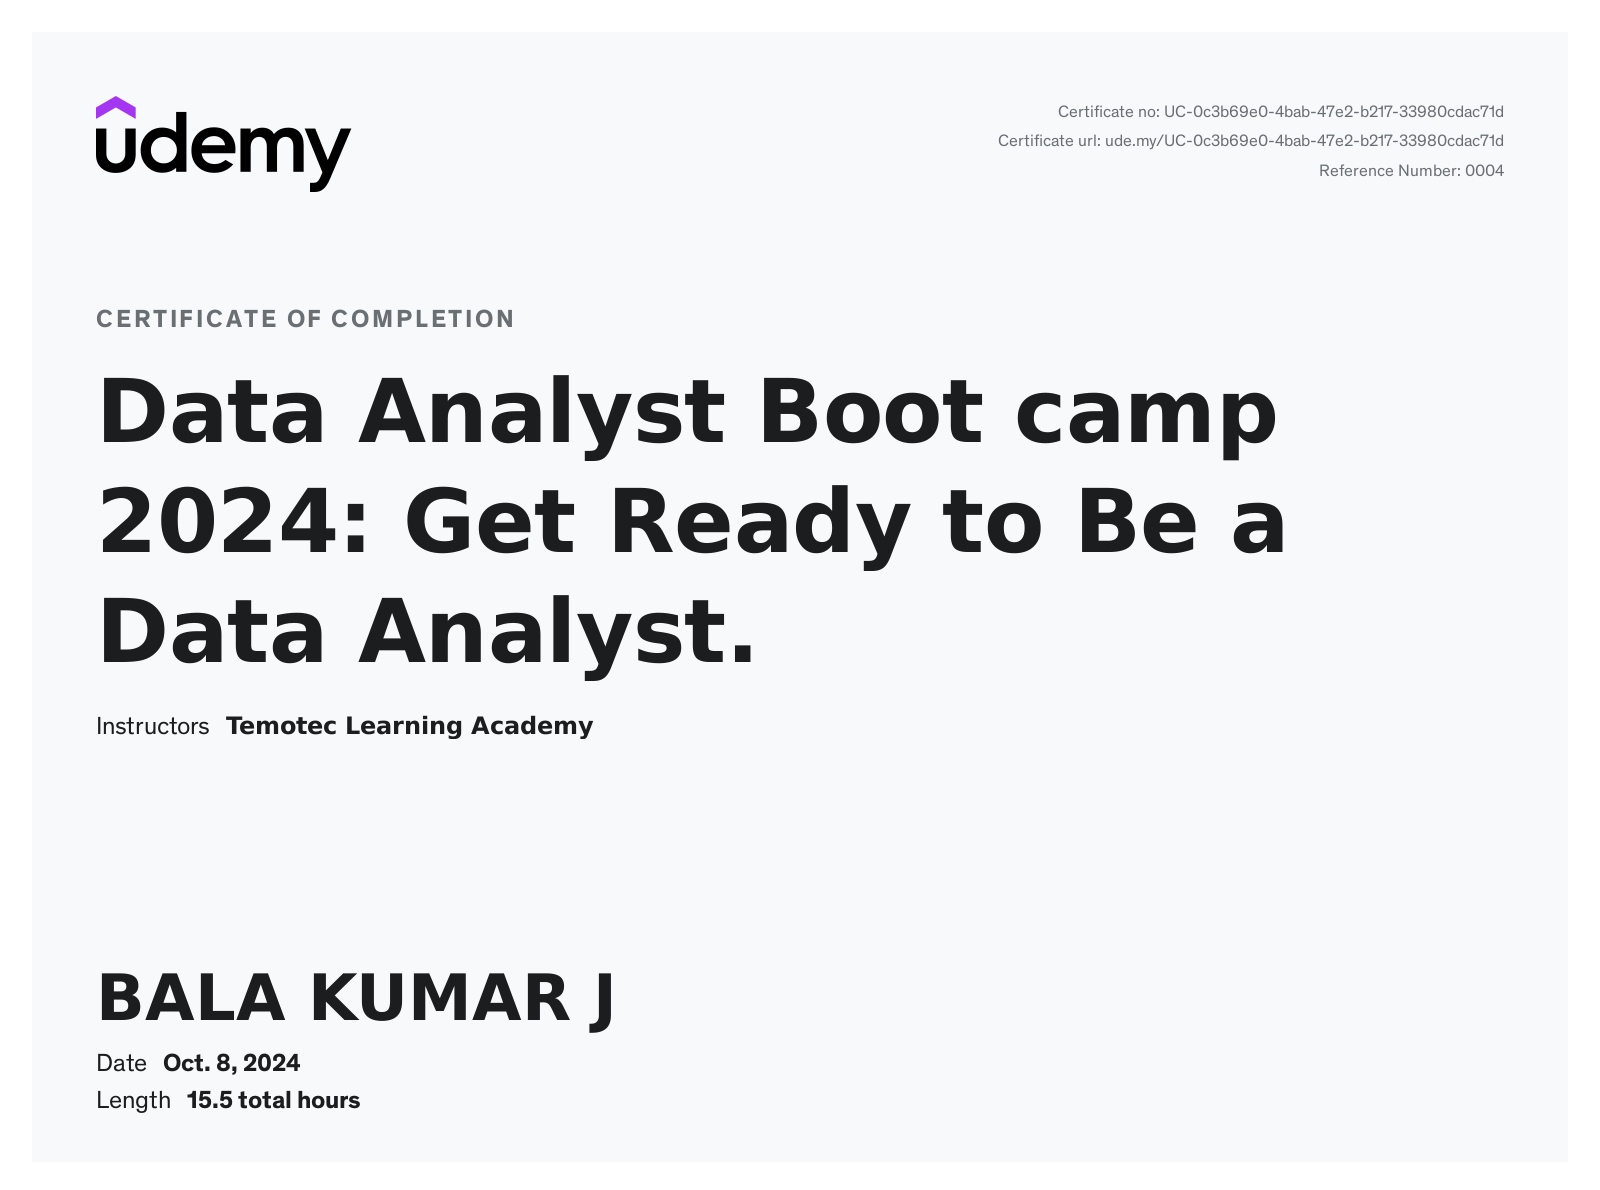 udemy
Certificate no: UC-0c3b69e0-4bab-47e2-b217-33980cdac71d
Certificate url: ude.my/UC-0c3b69e0-4bab-47e2-b217-33980cdac71d
Reference Number: 0004
CERTIFICATE OF COMPLETION
Data Analyst Boot camp
2024: Get Ready to Be a
Data Analyst.
Instructors Temotec Learning Academy
BALA KUMAR J
Date Oct. 8, 2024
Length 15.5 total hours